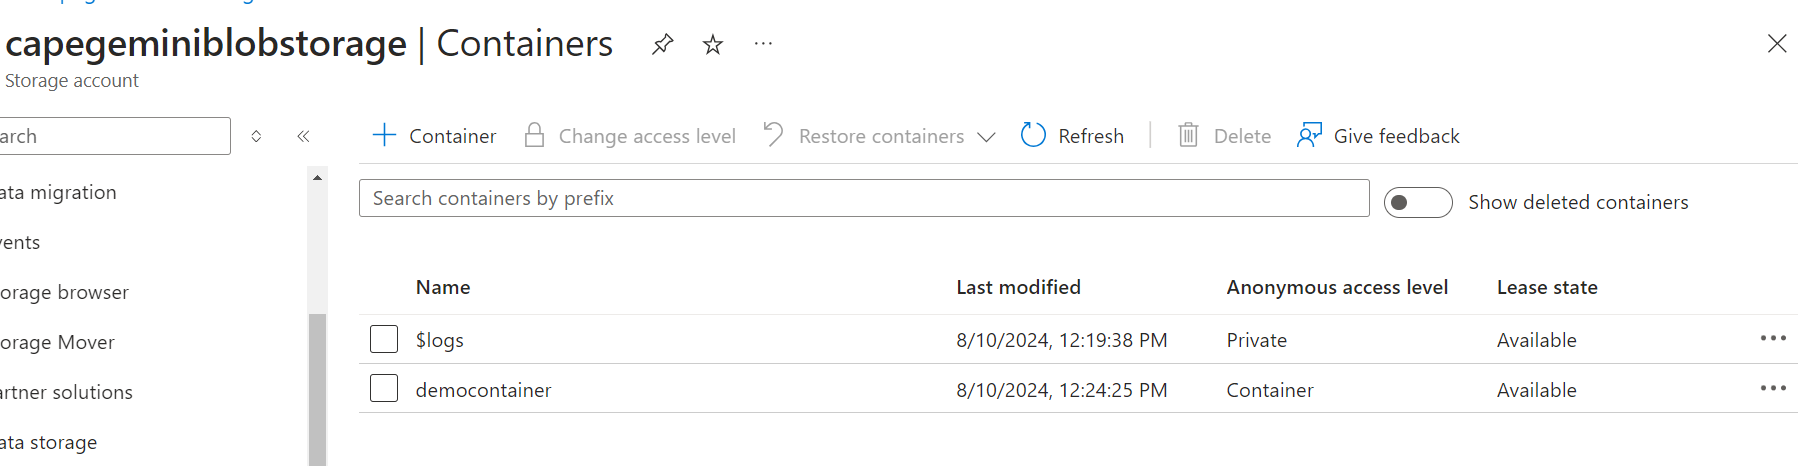 capegeminiblobstorage | Containers
Storage account
arch
Container Change access level Restore containers Refresh Delete Give feedback
ata migration
Search containers by prefix
Show deleted containers
vents
orage browser
Name Last modified Anonymous access level Lease state
orage Mover
$logs 8/10/2024, 12:19:38 PM Private Available
artner solutions
democontainer 8/10/2024, 12:24:25 PM Container Available
ata storage